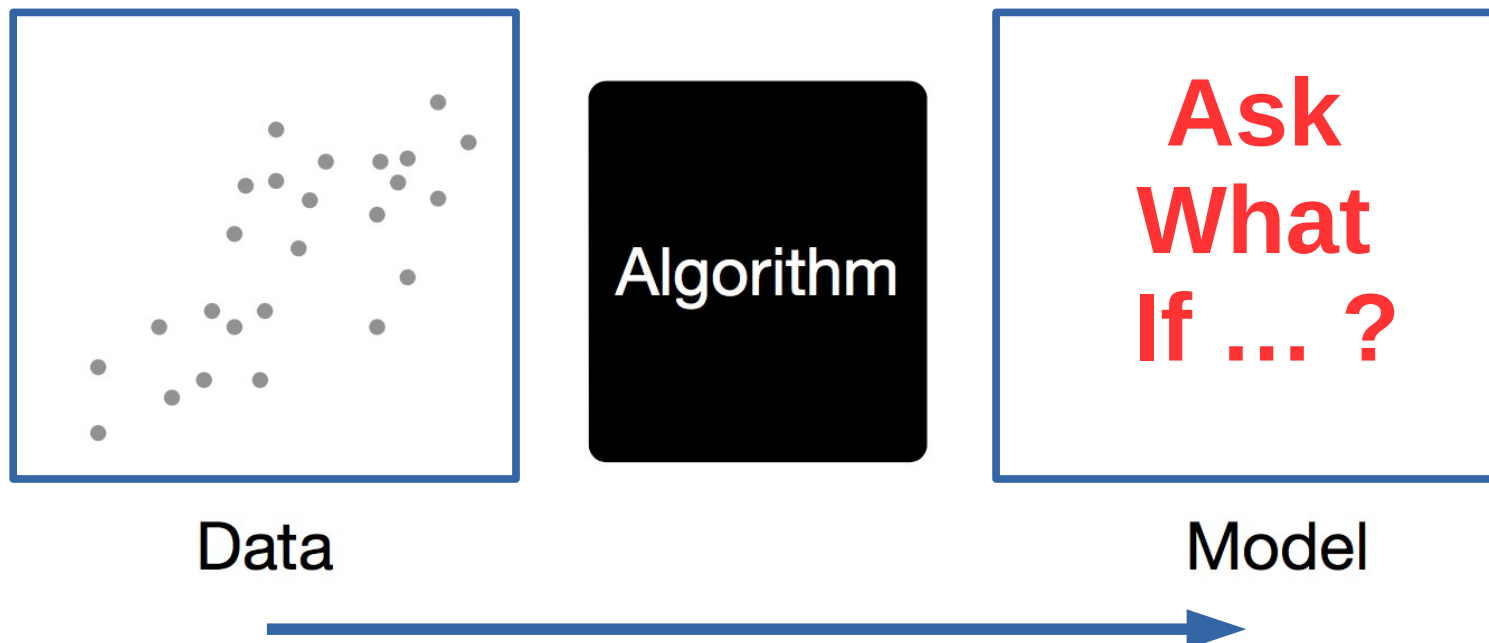 Algorithm
Ask
What
If ... ?
Data
Model